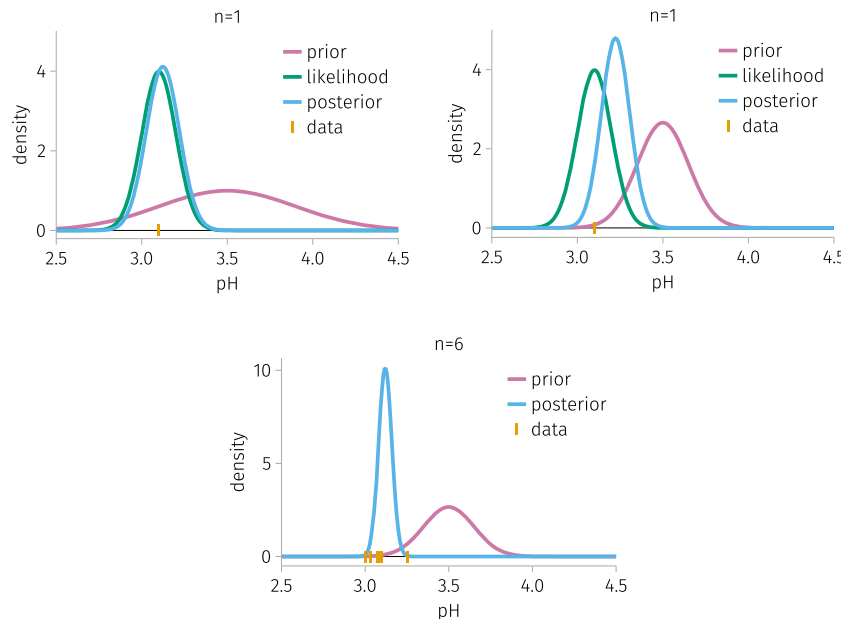 n=1
prior
likelihood
posterior
data
density
4
2
0
2.5 3.0 3.5 4.0 4.5
pH
n=1
prior
likelihood
posterior
data
density
4
2
0
2.5 3.0 3.5 4.0 4.5
pH
n=6
prior
posterior
data
density
10
5
0
2.5 3.0 3.5 4.0 4.5
pH